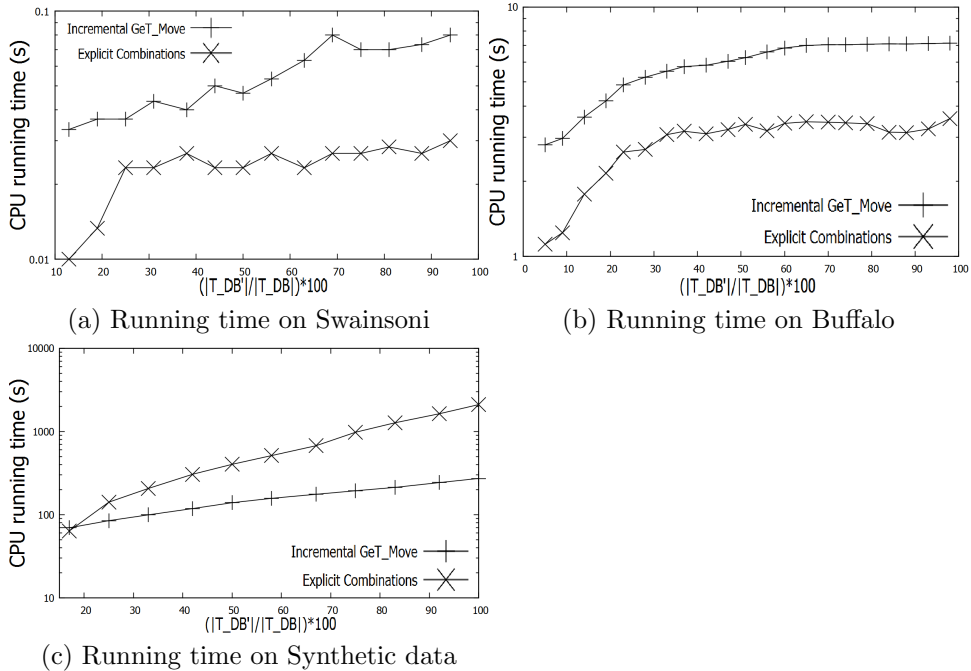 0.1
Incremental GeT_Move
Explicit Combinations
CPU running time (s)
0.01
10 20 30 40 50 60 70 80 90 100
(|T_DB'|/|T_DB|)*100
(a) Running time on Swainsoni
10
CPU running time (s)
Incremental GeT_Move
Explicit Combinations
1
0 10 20 30 40 50 60 70 80 90 100
(|T_DB'|/|T_DB|)*100
(b) Running time on Buffalo
10000
1000
CPU running time (s)
100
Incremental GeT_Move
Explicit Combinations
10
20 30 40 50 60 70 80 90 100
(|T_DB'|/|T_DB|)*100
(c) Running time on Synthetic data